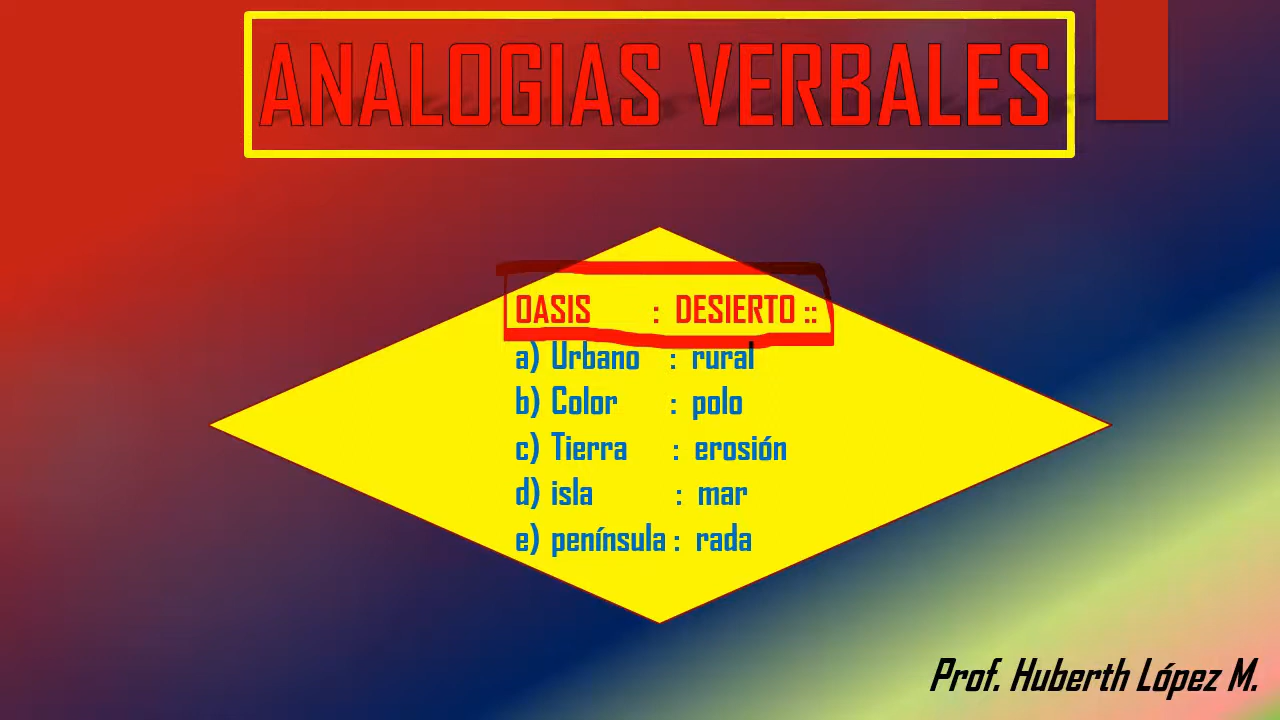 ANALOGIAS VERBALES
OASIS : DESIERTO ::
a) Urbano : rural
b) Color : polo
c) Tierra : erosión
d) isla : mar
e) península : rada
Prof. Huberth López M.